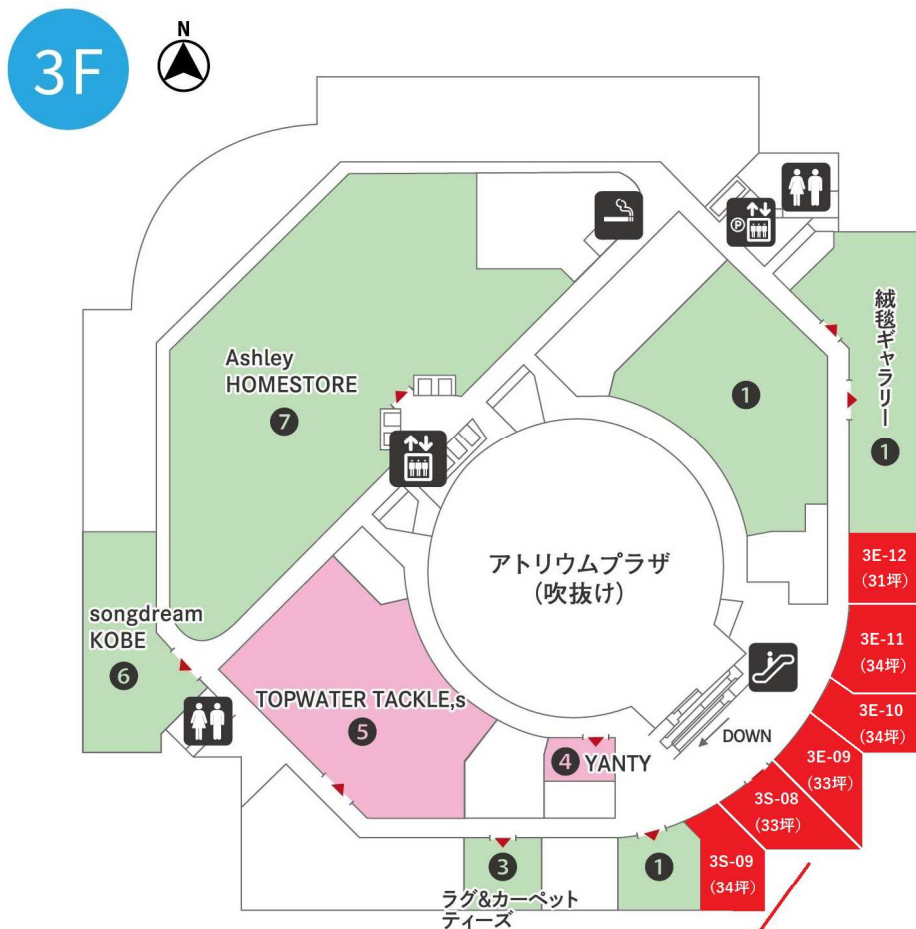 3F
N
P
絨毯ギャラリー
1
Ashley
HOMESTORE
7
1
アトリウムプラザ
(吹抜け)
3E-12
(31坪)
songdream
KOBE
6
3E-11
(34坪)
TOPWATER TACKLE,s
5
3E-10
(34坪)
DOWN
4 YANTY
3E-09
(33坪)
3S-08
(33坪)
3S-09
(34坪)
3
1
ラグ&カーペット
ティーズ